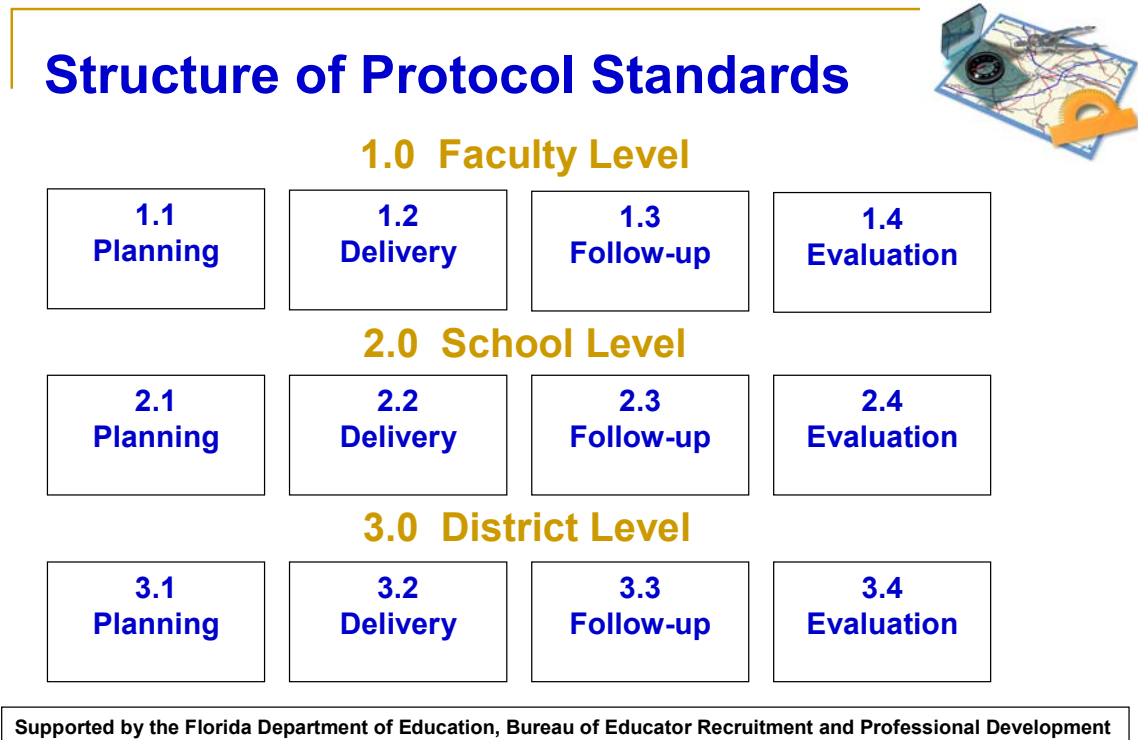 Structure of Protocol Standards
1.0 Faculty Level
1.1
Planning
1.2
Delivery
1.3
Follow-up
1.4
Evaluation
2.0 School Level
2.1
Planning
2.2
Delivery
2.3
Follow-up
2.4
Evaluation
3.0 District Level
3.1
Planning
3.2
Delivery
3.3
Follow-up
3.4
Evaluation
Supported by the Florida Department of Education, Bureau of Educator Recruitment and Professional Development